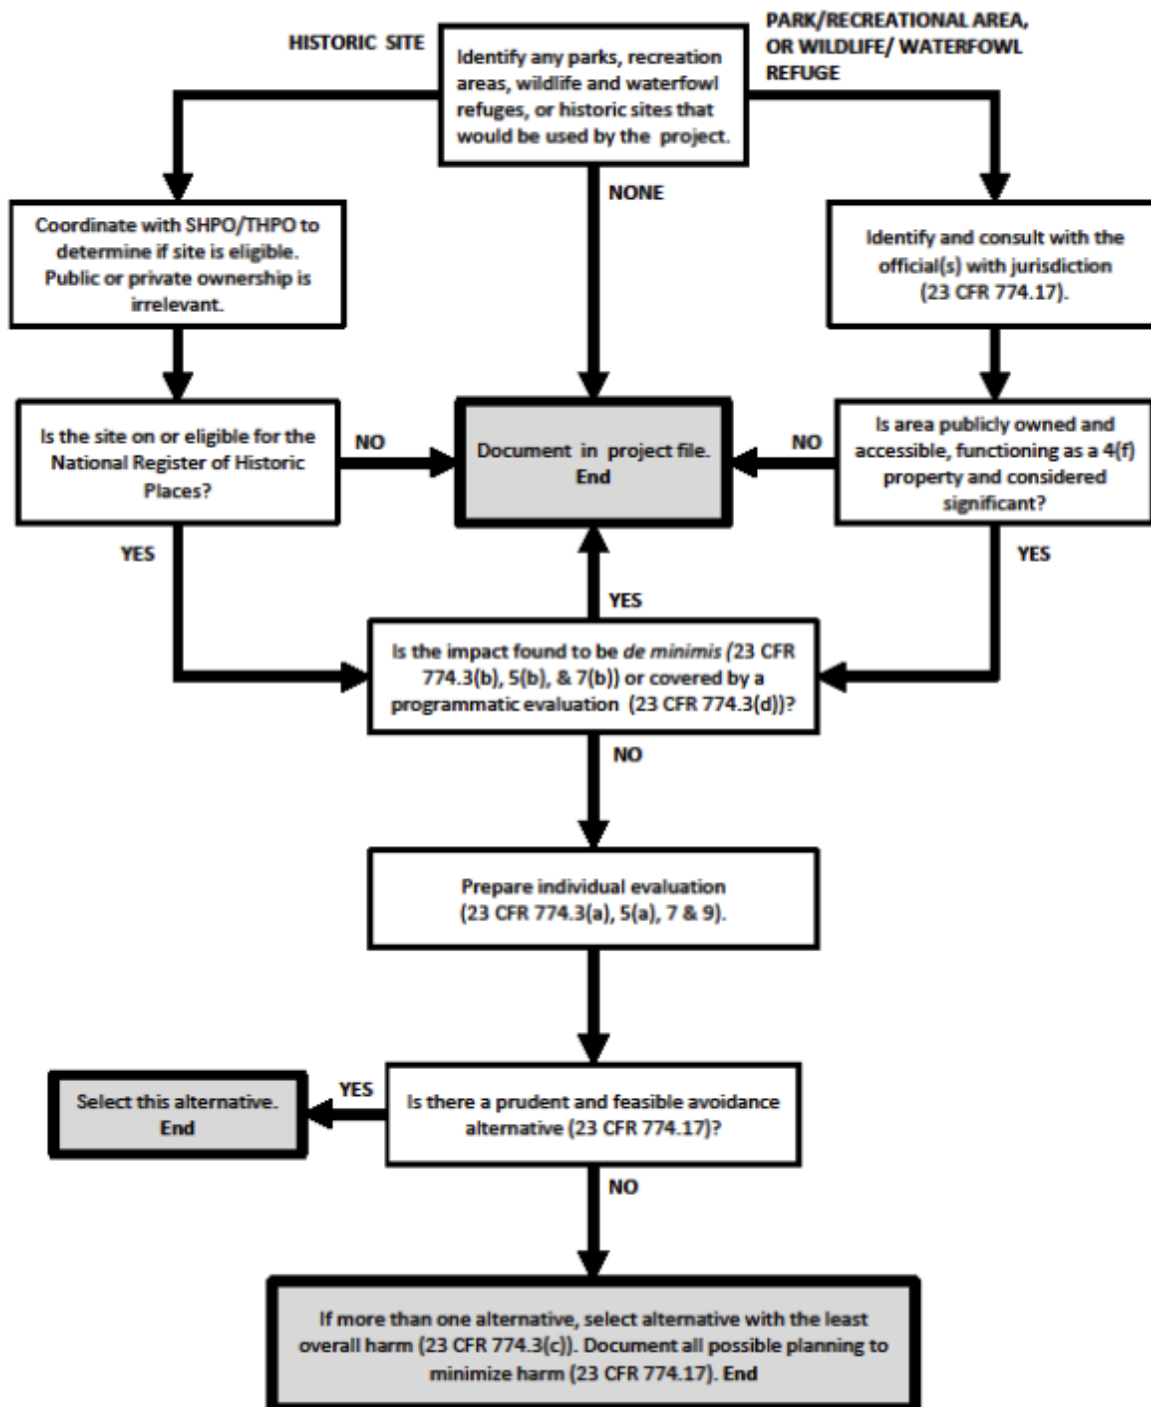 HISTORIC SITE
PARK/RECREATIONAL AREA,
OR WILDLIFE/ WATERFOWL
REFUGE
Identify any parks, recreation
areas, wildlife and waterfowl
refuges, or historic sites that
would be used by the project.
NONE
Coordinate with SHPO/THPO to
determine if site is eligible.
Public or private ownership is
irrelevant.
Identify and consult with the
official(s) with jurisdiction
(23 CFR 774.17).
Is the site on or eligible for the
National Register of Historic
Places?
NO
Document in project file.
End
NO
Is area publicly owned and
accessible, functioning as a 4(f)
property and considered
significant?
YES
YES
YES
Is the impact found to be de minimis (23 CFR
774.3(b), 5(b), & 7(b)) or covered by a
programmatic evaluation (23 CFR 774.3(d))?
NO
Prepare individual evaluation
(23 CFR 774.3(a), 5(a), 7 & 9).
Select this alternative.
End
YES
Is there a prudent and feasible avoidance
alternative (23 CFR 774.17)?
NO
If more than one alternative, select alternative with the least
overall harm (23 CFR 774.3(c)). Document all possible planning to
minimize harm (23 CFR 774.17). End